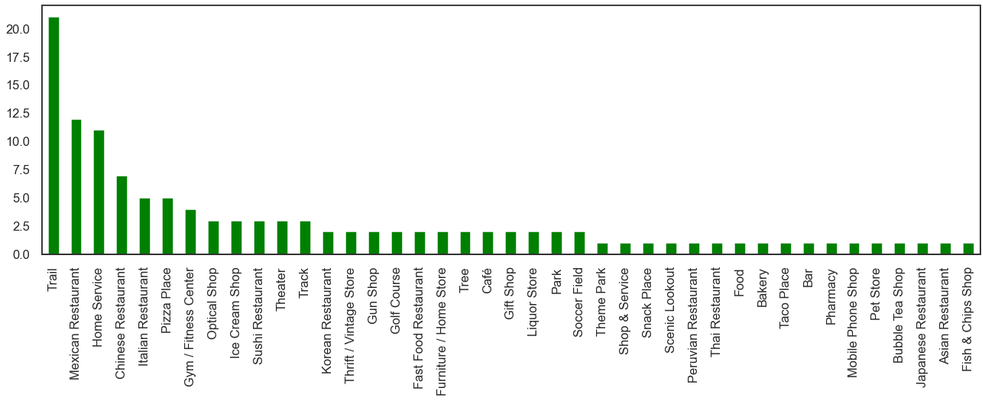 20.0
17.5
15.0
12.5
10.0
7.5
5.0
2.5
0.0
Trail
Mexican Restaurant
Home Service
Chinese Restaurant
Italian Restaurant
Pizza Place
Gym / Fitness Center
Optical Shop
Ice Cream Shop
Sushi Restaurant
Theater
Track
Korean Restaurant
Thrift / Vintage Store
Gun Shop
Golf Course
Fast Food Restaurant
Furniture / Home Store
Tree
Café
Gift Shop
Liquor Store
Park
Soccer Field
Theme Park
Shop & Service
Snack Place
Scenic Lookout
Peruvian Restaurant
Thai Restaurant
Food
Bakery
Taco Place
Bar
Pharmacy
Mobile Phone Shop
Pet Store
Bubble Tea Shop
Japanese Restaurant
Asian Restaurant
Fish & Chips Shop